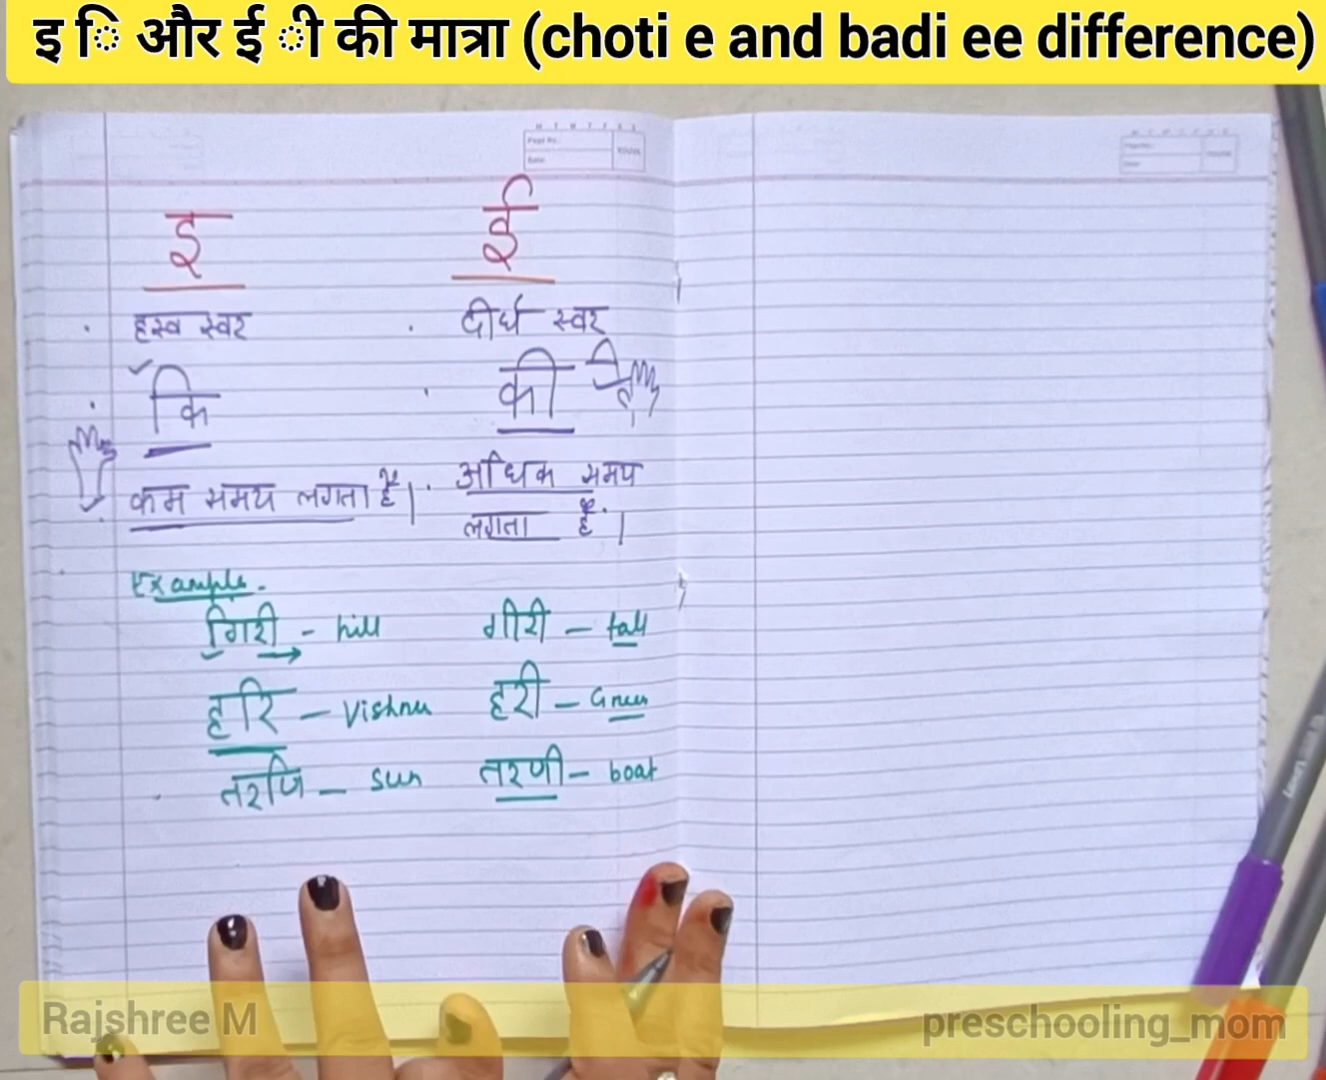 इ ि और ई ी की मात्रा (choti e and badi ee difference)
इ ई
ह्स्व स्वर दीर्घ स्वर
कि की
कम समय लगता है। अधिक समय
लगता है।
Example.
गिरी - hill गीरी - fall
हरि - Vishnu हरी - Green
तरणि - sun तरणी - boat
Rajshree M preschooling_mom